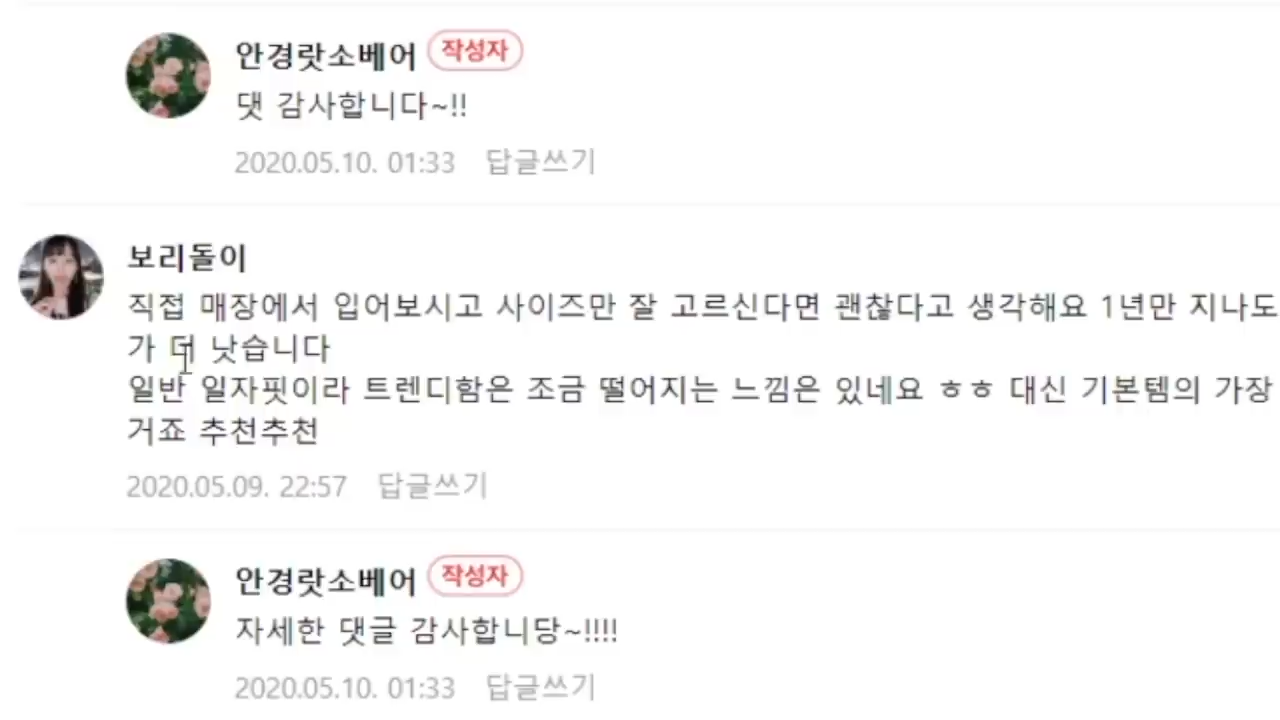 안경랏소베어 작성자
댓 감사합니다~!!
2020.05.10. 01:33 답글쓰기
보리돌이
직접 매장에서 입어보시고 사이즈만 잘 고르신다면 괜찮다고 생각해요 1년만 지나도
가 더 낫습니다
일반 일자핏이라 트렌디함은 조금 떨어지는 느낌은 있네요 ㅎㅎ 대신 기본템의 가장
거죠 추천추천
2020.05.09. 22:57 답글쓰기
안경랏소베어 작성자
자세한 댓글 감사합니당~!!!!
2020.05.10. 01:33 답글쓰기